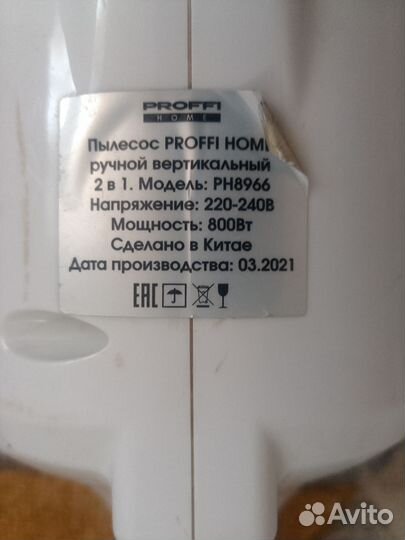 PROFFI
HOME
Пылесос PROFFI HOME
ручной вертикальный
2 в 1. Модель: PH8966
Напряжение: 220-240В
Мощность: 800Вт
Сделано в Китае
Дата производства: 03.2021
EAC
Avito